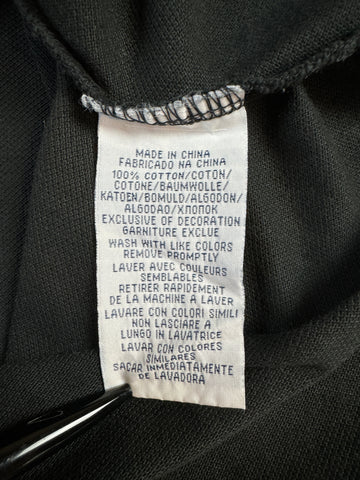 MADE IN CHINA
FABRICADO NA CHINA
100% COTTON/COTON/
COTONE/BAUMWOLLE/
KATOEN/BOMULD/ALGODON/
ALGODAO/ХЛОПОК
EXCLUSIVE OF DECORATION
GARNITURE EXCLUE
WASH WITH LIKE COLORS
REMOVE PROMPTLY
LAVER AVEC COULEURS
SEMBLABLES
RETIRER RAPIDEMENT
DE LA MACHINE A LAVER
LAVARE CON COLORI SIMILI
NON LASCIARE A
LUNGO IN LAVATRICE
LAVAR CON COLORES
SIMILARES
SACAR INMEDIATAMENTE
DE LAVADORA